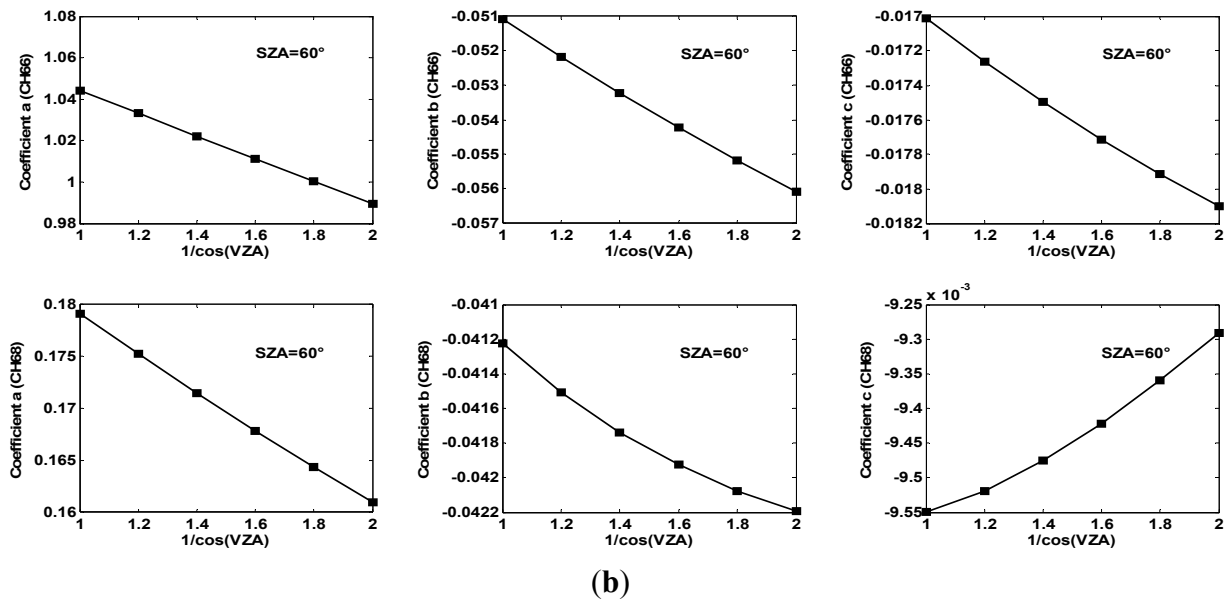 1.08
1.06
1.04
1.02
1
0.98
Coefficient a (CH66)
SZA=60°
1 1.2 1.4 1.6 1.8 2
1/cos(VZA)
-0.051
-0.052
-0.053
-0.054
-0.055
-0.056
-0.057
Coefficient b (CH66)
SZA=60°
1 1.2 1.4 1.6 1.8 2
1/cos(VZA)
-0.017
-0.0172
-0.0174
-0.0176
-0.0178
-0.018
-0.0182
Coefficient c (CH66)
SZA=60°
1 1.2 1.4 1.6 1.8 2
1/cos(VZA)
0.18
0.175
0.17
0.165
0.16
Coefficient a (CH68)
SZA=60°
1 1.2 1.4 1.6 1.8 2
1/cos(VZA)
-0.041
-0.0412
-0.0414
-0.0416
-0.0418
-0.042
-0.0422
Coefficient b (CH68)
SZA=60°
1 1.2 1.4 1.6 1.8 2
1/cos(VZA)
x 10-3
-9.25
-9.3
-9.35
-9.4
-9.45
-9.5
-9.55
Coefficient c (CH68)
SZA=60°
1 1.2 1.4 1.6 1.8 2
1/cos(VZA)
(b)